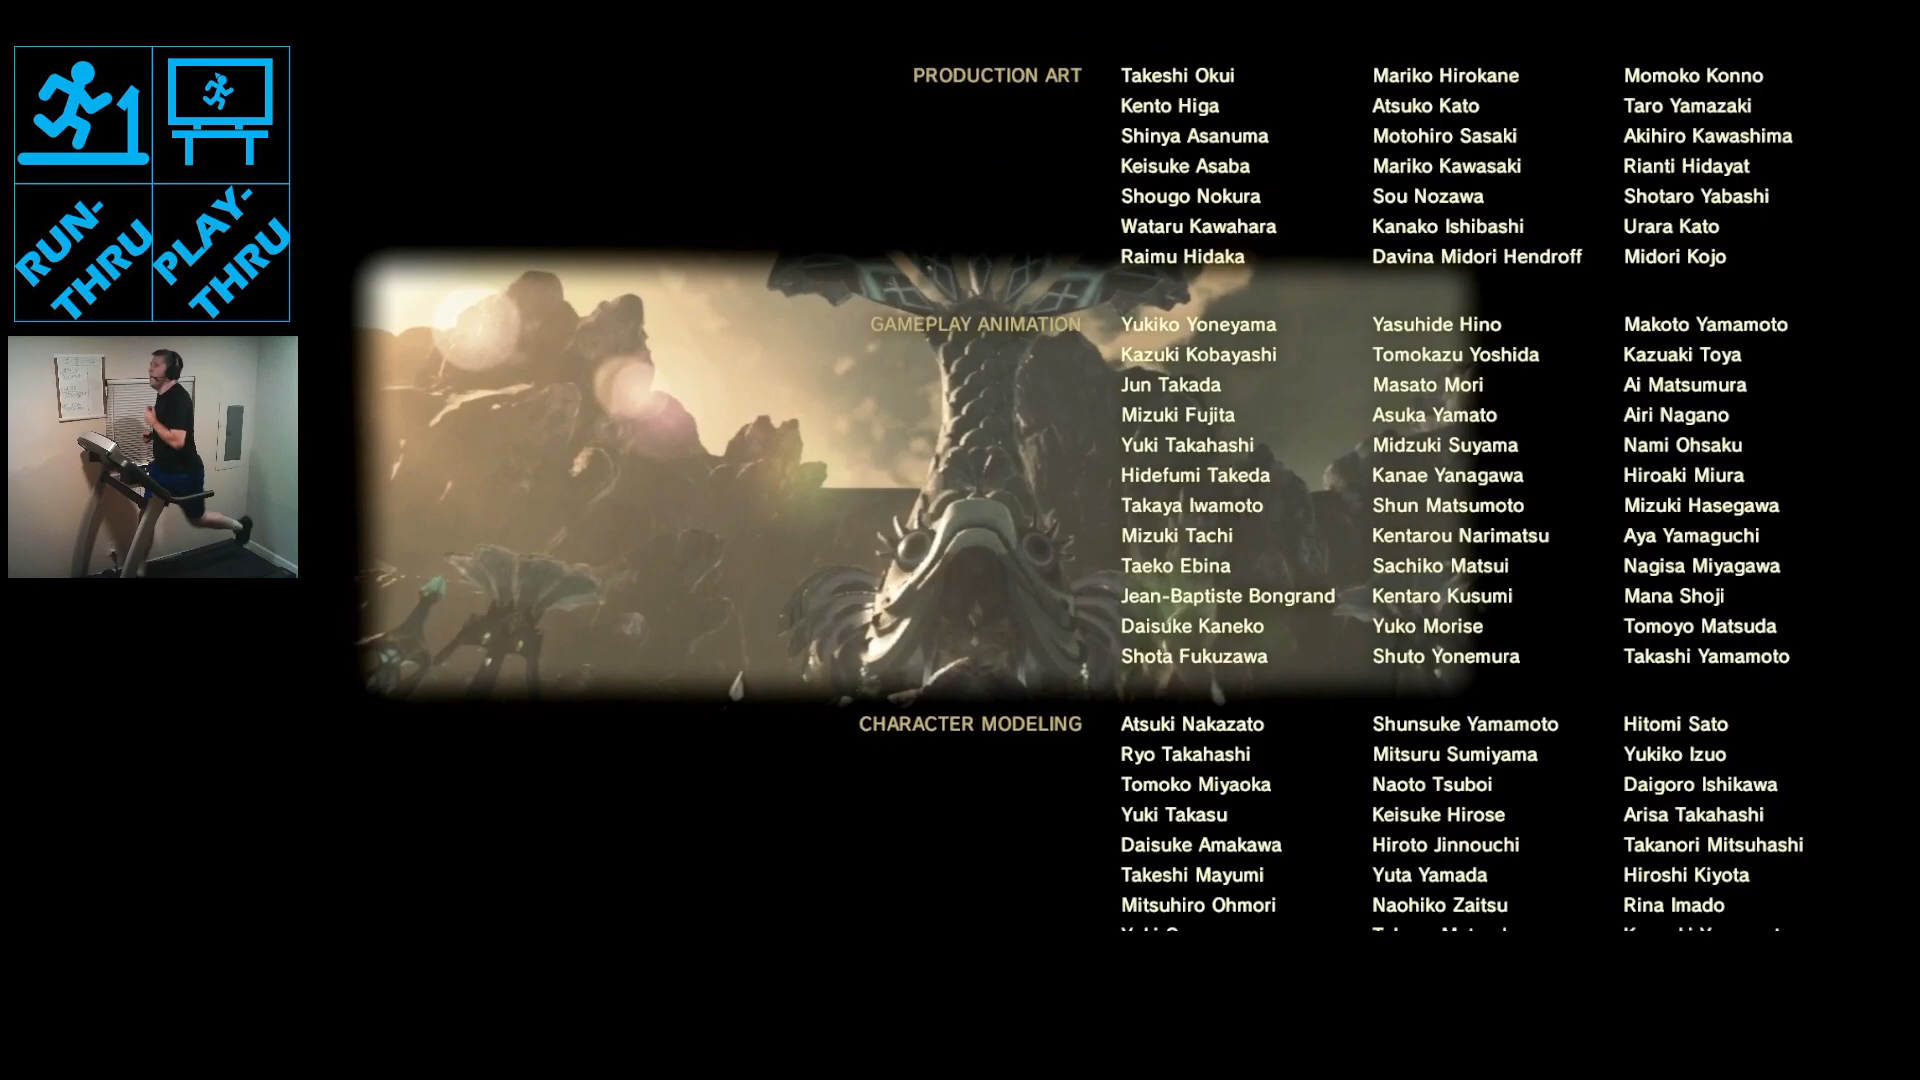 RUN-
THRU
PLAY-
THRU
PRODUCTION ART
Takeshi Okui Mariko Hirokane Momoko Konno
Kento Higa Atsuko Kato Taro Yamazaki
Shinya Asanuma Motohiro Sasaki Akihiro Kawashima
Keisuke Asaba Mariko Kawasaki Rianti Hidayat
Shougo Nokura Sou Nozawa Shotaro Yabashi
Wataru Kawahara Kanako Ishibashi Urara Kato
Raimu Hidaka Davina Midori Hendroff Midori Kojo
GAMEPLAY ANIMATION
Yukiko Yoneyama Yasuhide Hino Makoto Yamamoto
Kazuki Kobayashi Tomokazu Yoshida Kazuaki Toya
Jun Takada Masato Mori Ai Matsumura
Mizuki Fujita Asuka Yamato Airi Nagano
Yuki Takahashi Midzuki Suyama Nami Ohsaku
Hidefumi Takeda Kanae Yanagawa Hiroaki Miura
Takaya Iwamoto Shun Matsumoto Mizuki Hasegawa
Mizuki Tachi Kentarou Narimatsu Aya Yamaguchi
Taeko Ebina Sachiko Matsui Nagisa Miyagawa
Jean-Baptiste Bongrand Kentaro Kusumi Mana Shoji
Daisuke Kaneko Yuko Morise Tomoyo Matsuda
Shota Fukuzawa Shuto Yonemura Takashi Yamamoto
CHARACTER MODELING
Atsuki Nakazato Shunsuke Yamamoto Hitomi Sato
Ryo Takahashi Mitsuru Sumiyama Yukiko Izuo
Tomoko Miyaoka Naoto Tsuboi Daigoro Ishikawa
Yuki Takasu Keisuke Hirose Arisa Takahashi
Daisuke Amakawa Hiroto Jinnouchi Takanori Mitsuhashi
Takeshi Mayumi Yuta Yamada Hiroshi Kiyota
Mitsuhiro Ohmori Naohiko Zaitsu Rina Imado